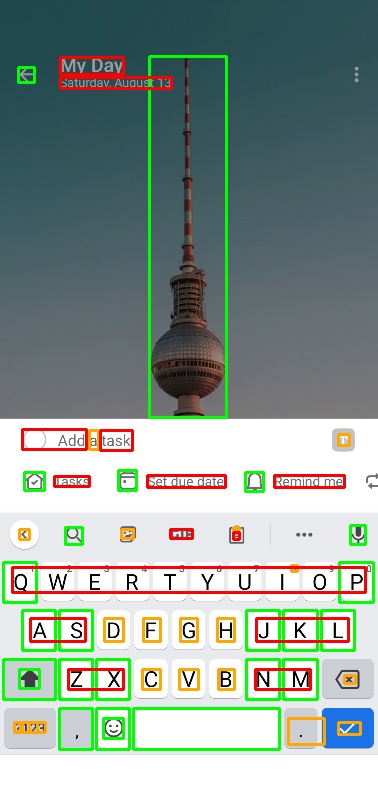 My Day
Saturday, August 13
Add a task
T
Tasks Set due date Remind me
GIF
1 2 3 4 5 6 7 8 9 0
Q W E R T Y U I O P
A S D F G H J K L
Z X C V B N M
?123 , .